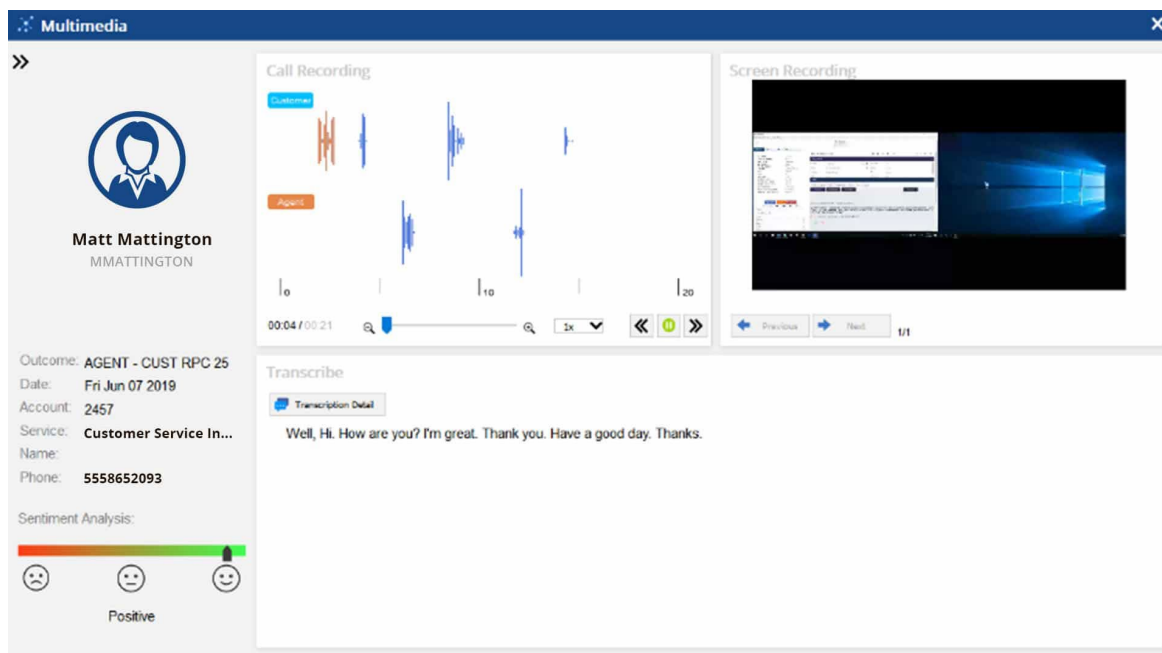 Multimedia
Matt Mattington
MMATTINGTON
Outcome: AGENT - CUST RPC 25
Date: Fri Jun 07 2019
Account: 2457
Service: Customer Service In...
Name:
Phone: 5558652093
Sentiment Analysis:
Positive
Call Recording
Customer
Agent
0 10 20
00:04 / 00:21 1x
Screen Recording
Previous Next 1/1
Transcribe
Transcription Detail
Well, Hi. How are you? I'm great. Thank you. Have a good day. Thanks.